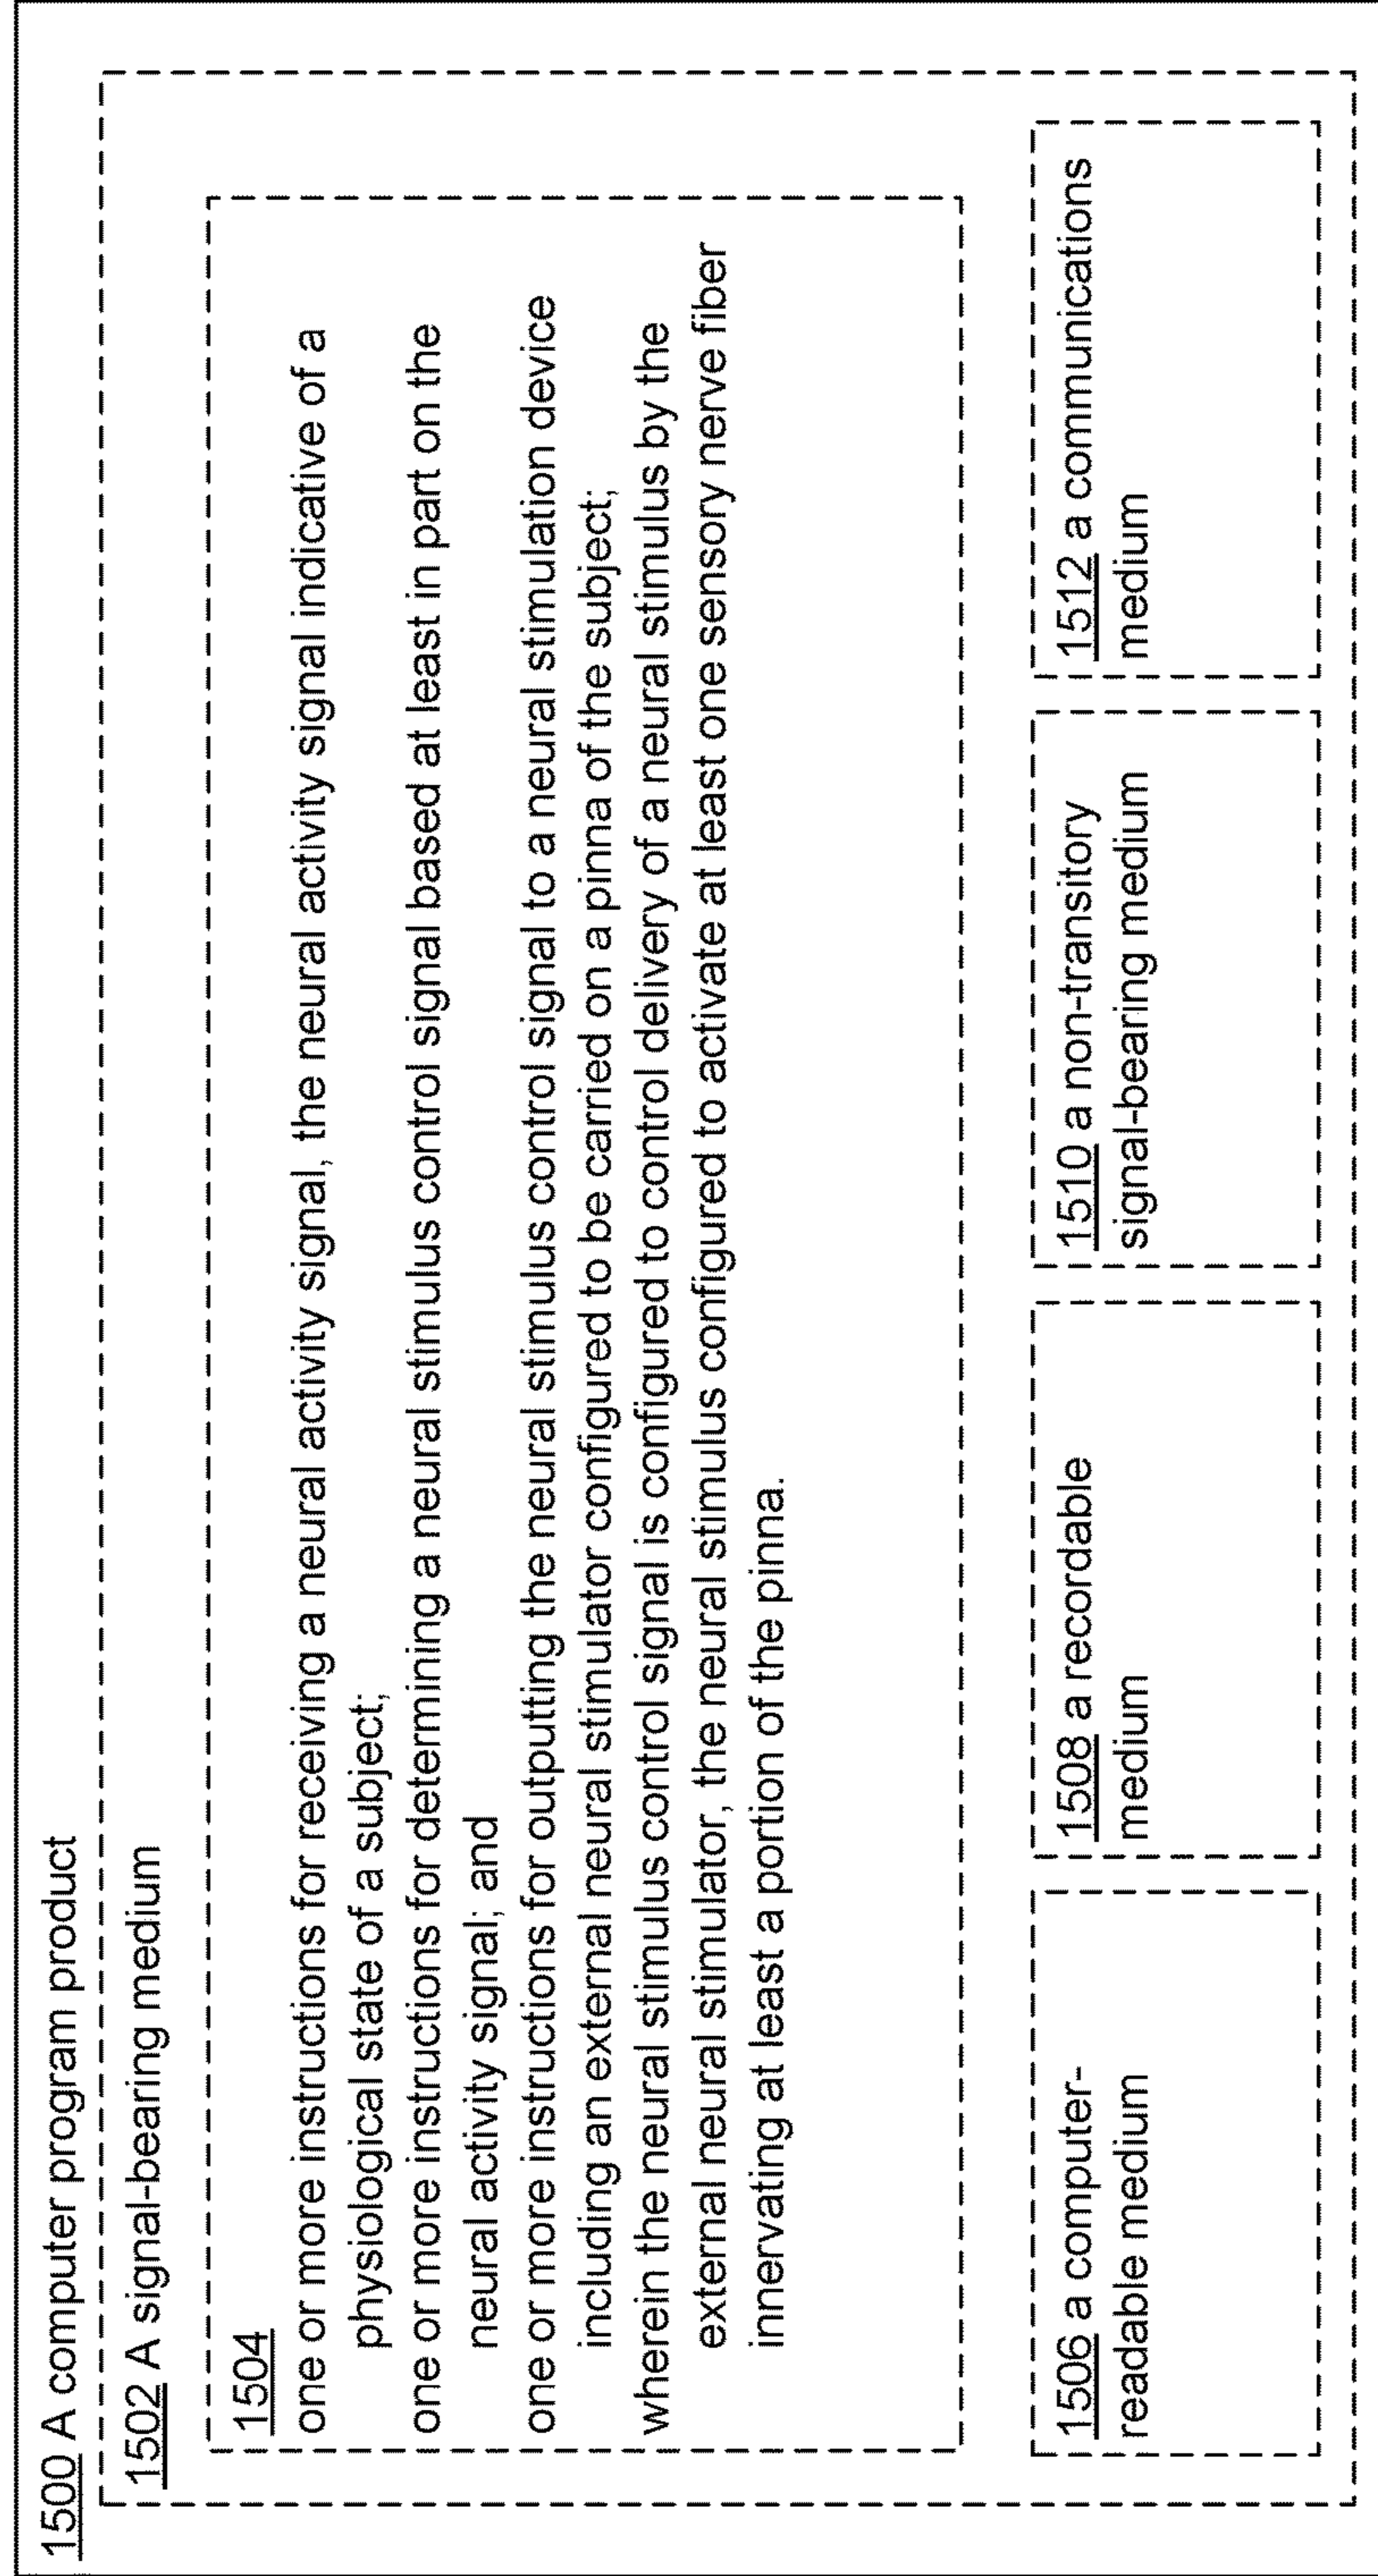 1500 A computer program product
1502 A signal-bearing medium
1504
one or more instructions for receiving a neural activity signal, the neural activity signal indicative of a
physiological state of a subject;
one or more instructions for determining a neural stimulus control signal based at least in part on the
neural activity signal; and
one or more instructions for outputting the neural stimulus control signal to a neural stimulation device
including an external neural stimulator configured to be carried on a pinna of the subject;
wherein the neural stimulus control signal is configured to control delivery of a neural stimulus by the
external neural stimulator, the neural stimulus configured to activate at least one sensory nerve fiber
innervating at least a portion of the pinna.
1506 a computer-
readable medium
1508 a recordable
medium
1510 a non-transitory
signal-bearing medium
1512 a communications
medium